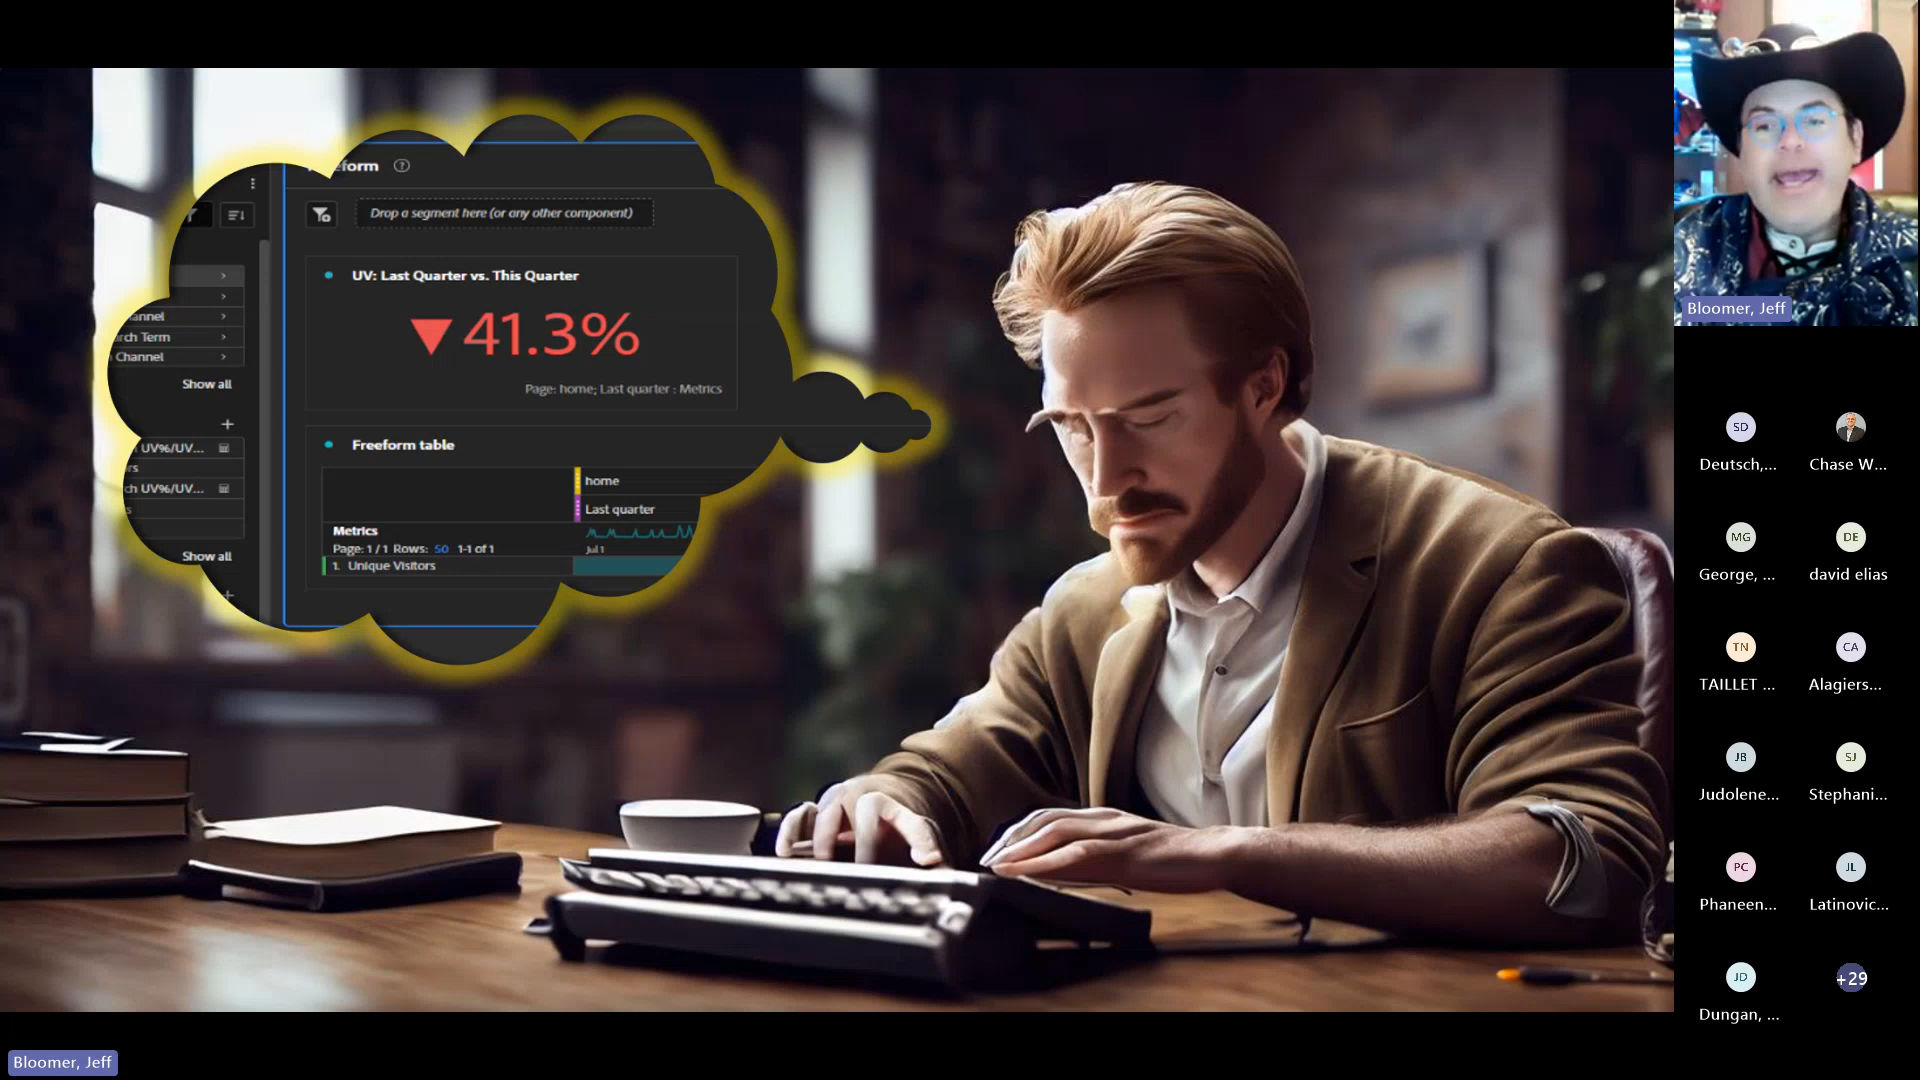 eform
Drop a segment here (or any other component)
UV: Last Quarter vs. This Quarter
41.3%
Page: home; Last quarter : Metrics
annel
rch Term
Channel
Show all
UV%/UV...
rs
ch UV%/UV...
s
Show all
Freeform table
home
Last quarter
Metrics
Page: 1 / 1 Rows: 50 1-1 of 1
Jul 1
1. Unique Visitors
Bloomer, Jeff
SD
Deutsch,...
Chase W...
MG
George, ...
DE
david elias
TN
TAILLET ...
CA
Alagiers...
JB
Judolene...
SJ
Stephani...
PC
Phaneen...
JL
Latinovic...
JD
Dungan, ...
+29
Bloomer, Jeff